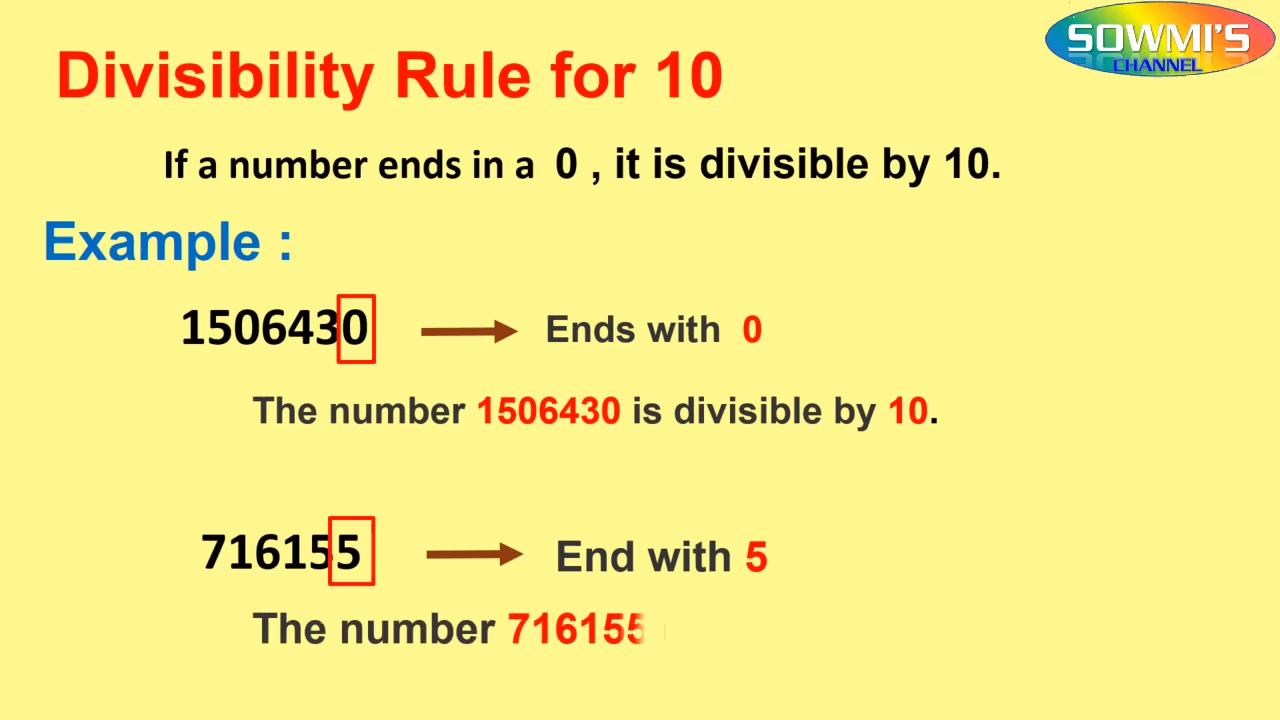 SOWMI'S
CHANNEL
Divisibility Rule for 10
If a number ends in a 0 , it is divisible by 10.
Example :
1506430 Ends with 0
The number 1506430 is divisible by 10.
716155 End with 5
The number 716155